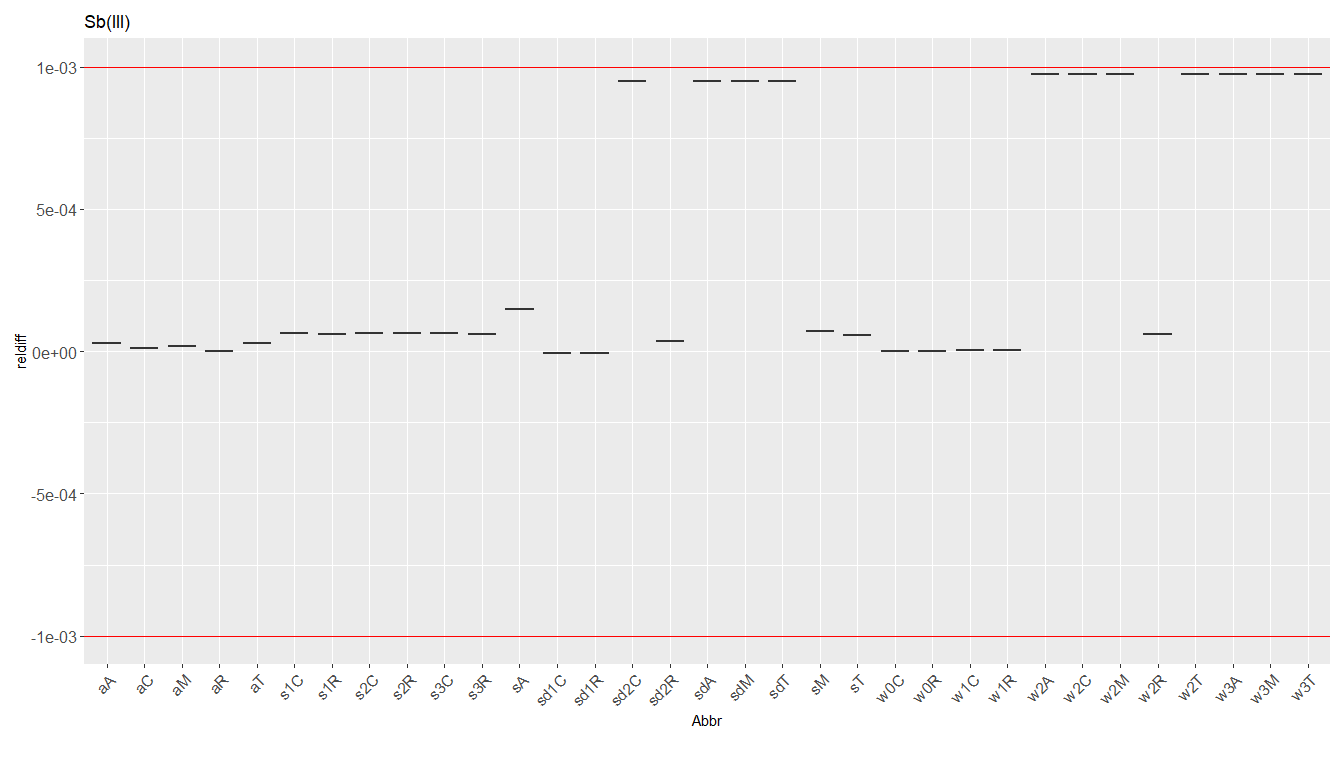 Sb(III)
1e-03
5e-04
0e+00
-5e-04
-1e-03
reldiff
aA aC aM aR aT s1C s1R s2C s2R s3C s3R sA sd1C sd1R sd2C sd2R sdA sdM sdT sM sT w0C w0R w1C w1R w2A w2C w2M w2R w2T w3A w3M w3T
Abbr